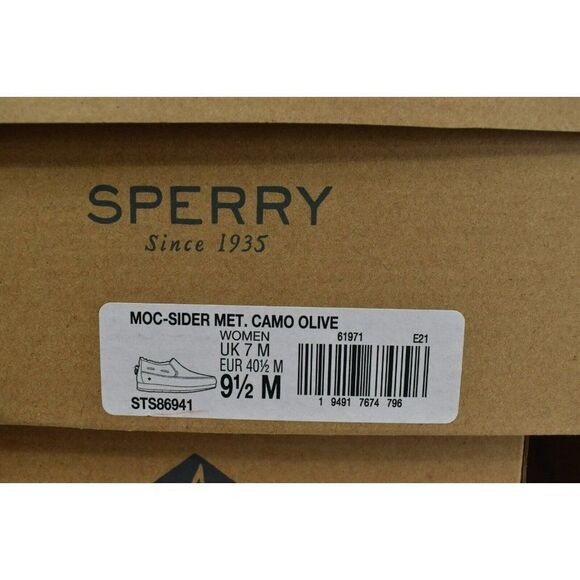 SPERRY
Since 1935
MOC-SIDER MET. CAMO OLIVE
WOMEN
UK 7 M
EUR 40½ M
9½ M
STS86941
61971 E21
1 9491 7674 796